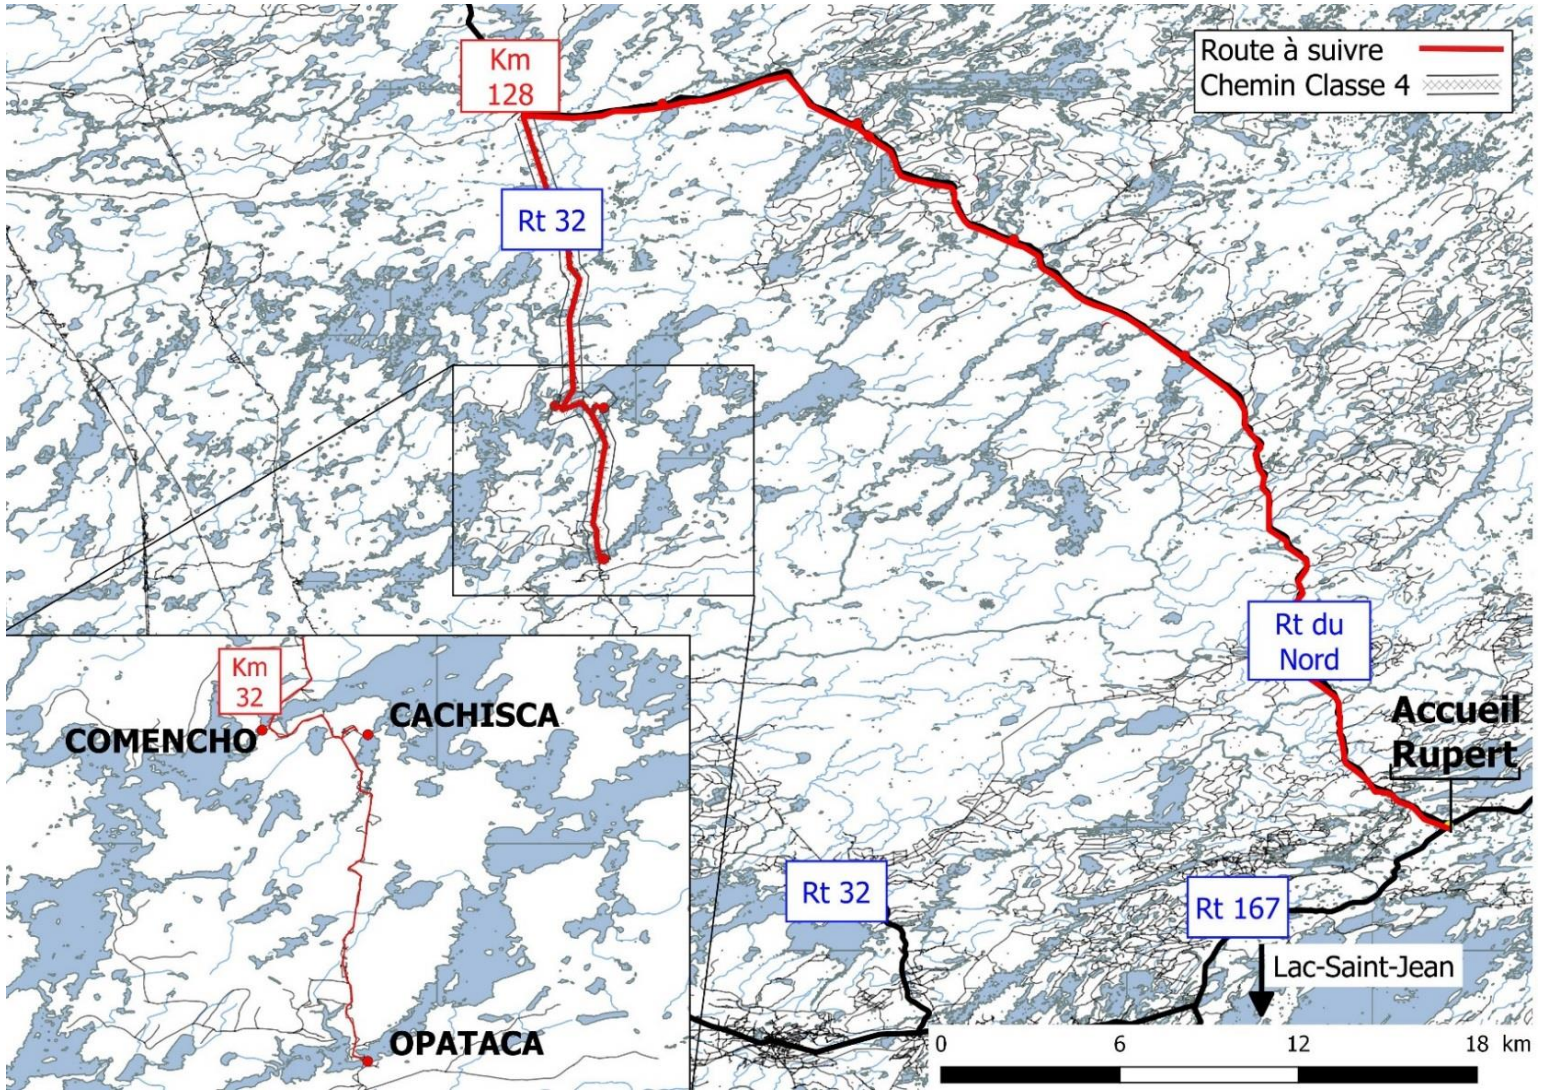 Km
128
Route à suivre
Chemin Classe 4
Rt 32
Rt du
Nord
Km
32
CACHISCA
COMENCHO
Accueil
Rupert
Rt 32
Rt 167
Lac-Saint-Jean
OPATACA
0 6 12 18 km